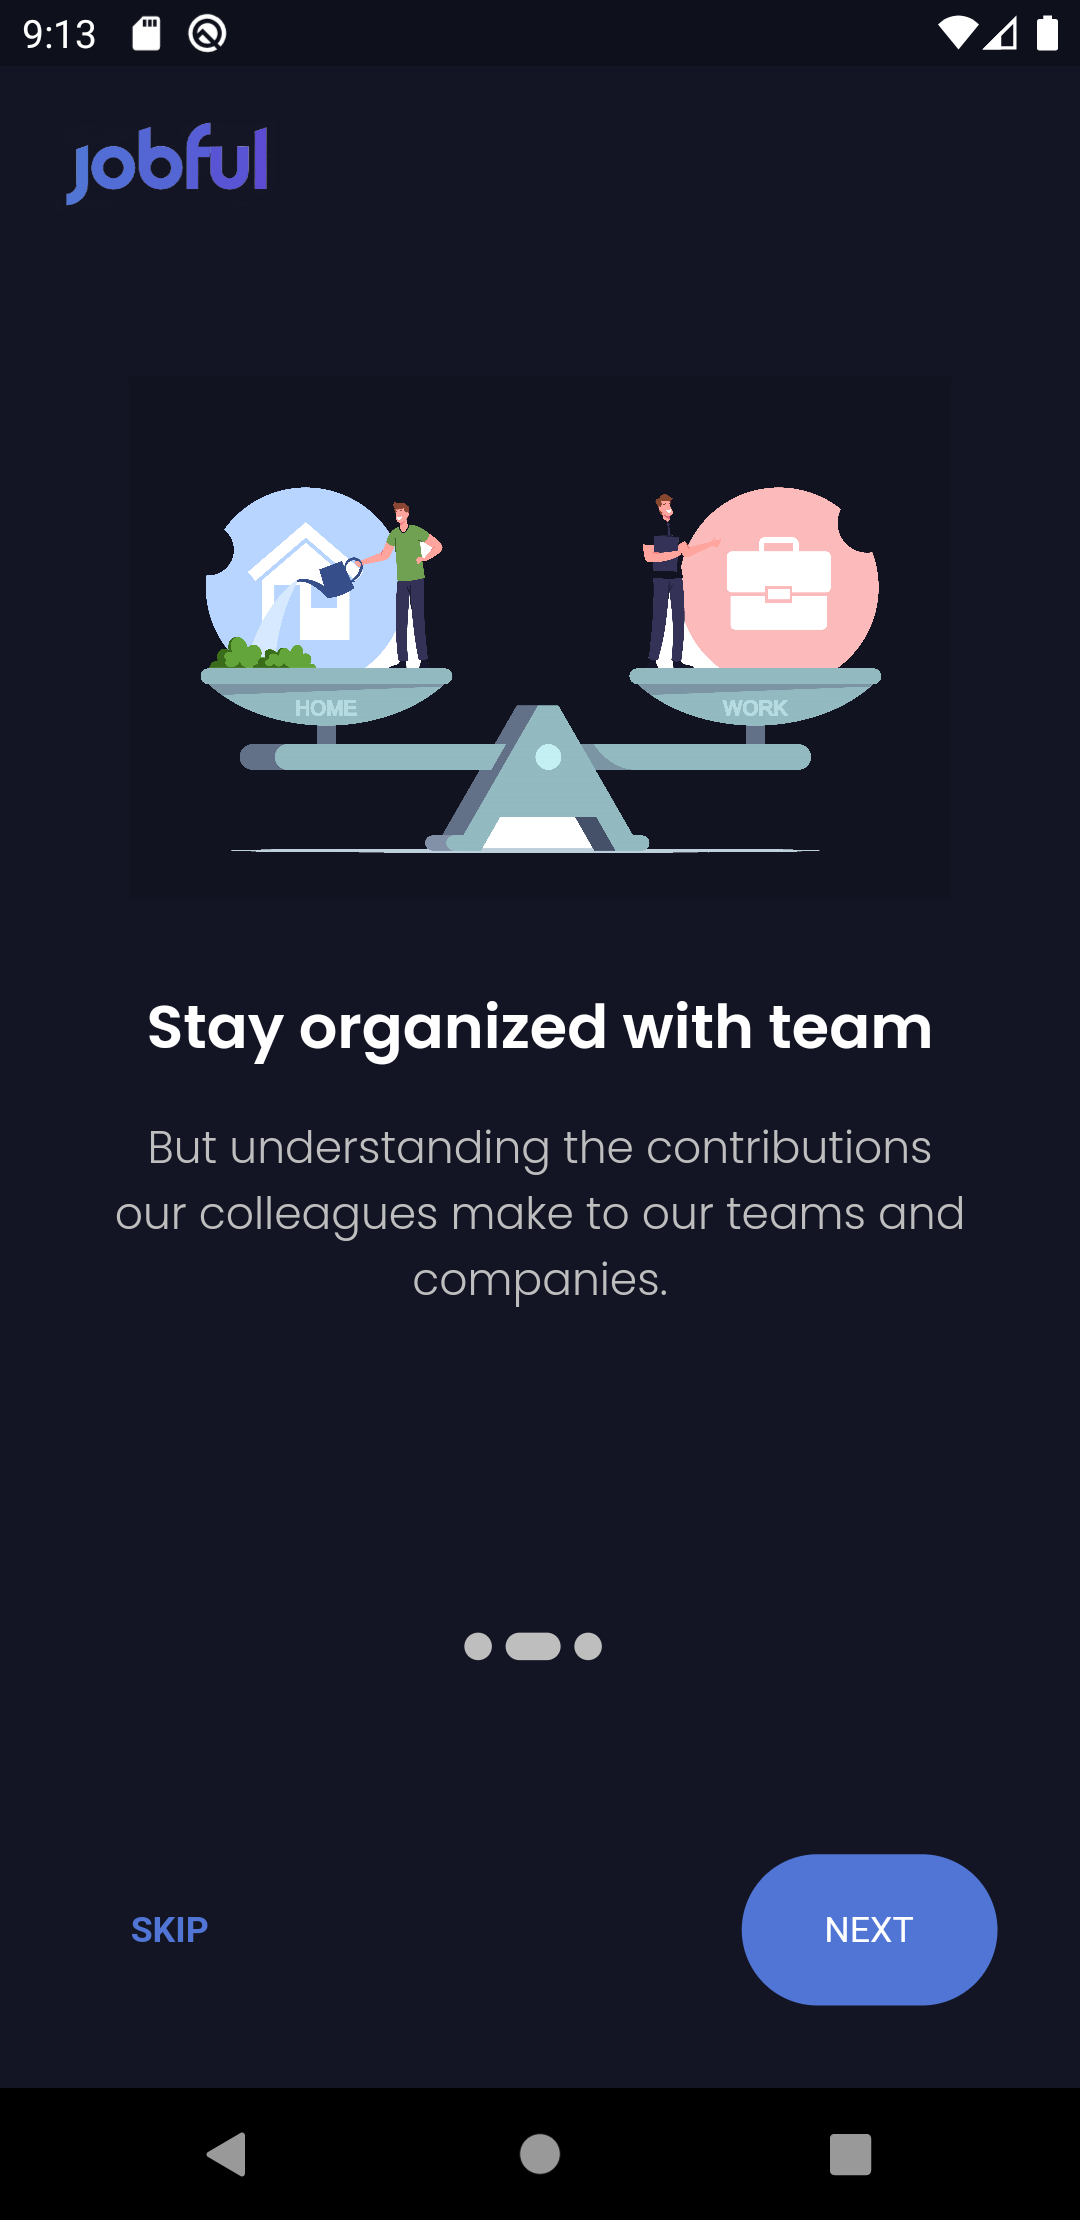 9:13
jobful
HOME
WORK
Stay organized with team
But understanding the contributions
our colleagues make to our teams and
companies.
SKIP
NEXT